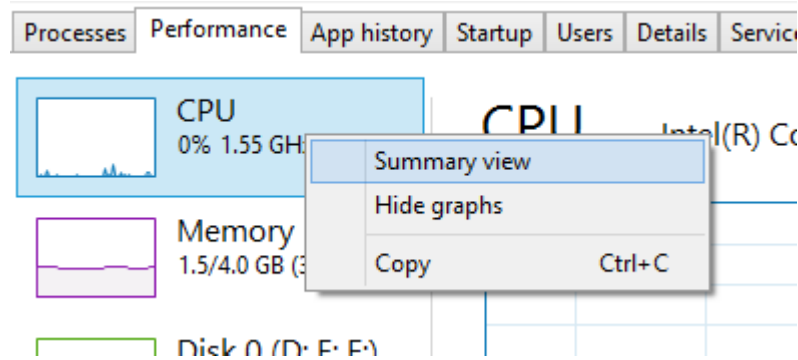 Processes Performance App history Startup Users Details Service
CPU
0% 1.55 GH
CPU Intel(R) Co
Summary view
Hide graphs
Copy Ctrl+C
Memory
1.5/4.0 GB (3
Disk 0 (D: E: F:)